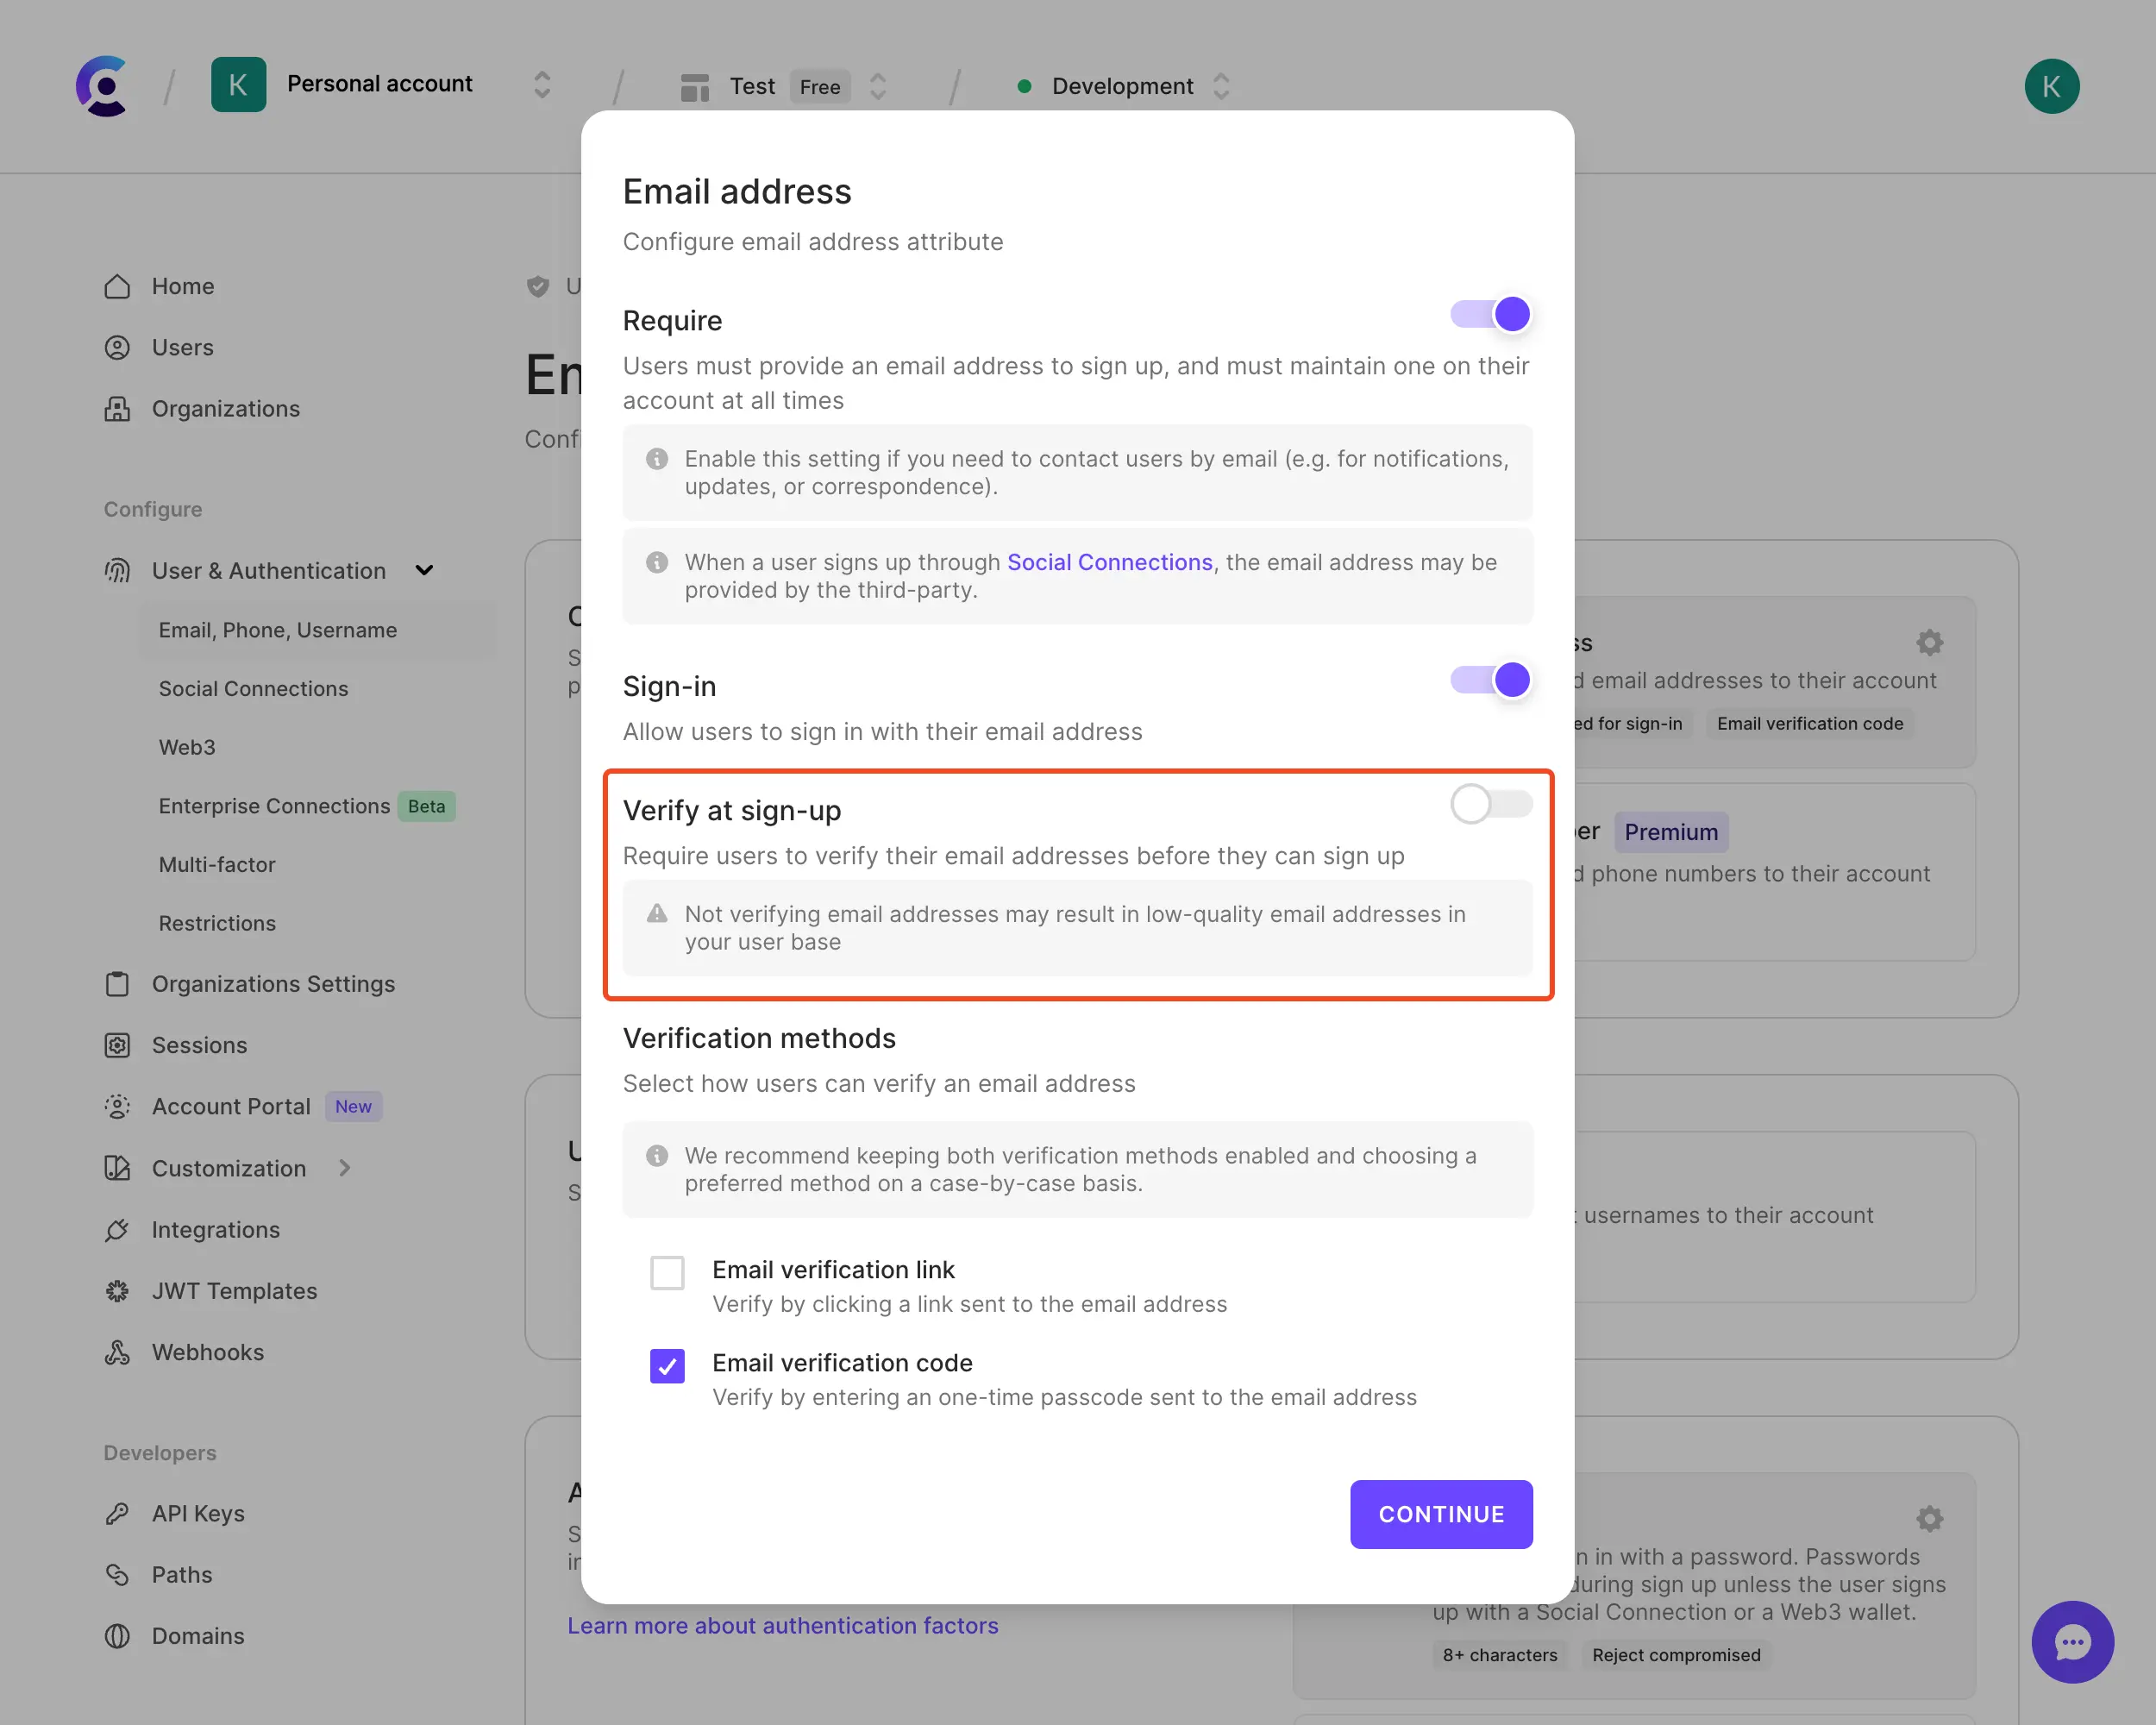 K
Personal account
Test
Free
Development
K
Home
Users
Organizations
Configure
User & Authentication
Email, Phone, Username
Social Connections
Web3
Enterprise Connections
Beta
Multi-factor
Restrictions
Organizations Settings
Sessions
Account Portal
New
Customization
Integrations
JWT Templates
Webhooks
Developers
API Keys
Paths
Domains
Email address
Configure email address attribute
Require
Users must provide an email address to sign up, and must maintain one on their
account at all times
Enable this setting if you need to contact users by email (e.g. for notifications,
updates, or correspondence).
When a user signs up through Social Connections, the email address may be
provided by the third-party.
Sign-in
Allow users to sign in with their email address
Verify at sign-up
Require users to verify their email addresses before they can sign up
Not verifying email addresses may result in low-quality email addresses in
your user base
Verification methods
Select how users can verify an email address
We recommend keeping both verification methods enabled and choosing a
preferred method on a case-by-case basis.
Email verification link
Verify by clicking a link sent to the email address
Email verification code
Verify by entering an one-time passcode sent to the email address
CONTINUE
email addresses to their account
for sign-in
Email verification code
Premium
phone numbers to their account
usernames to their account
in with a password. Passwords
during sign up unless the user signs
up with a Social Connection or a Web3 wallet.
8+ characters
Reject compromised
Learn more about authentication factors